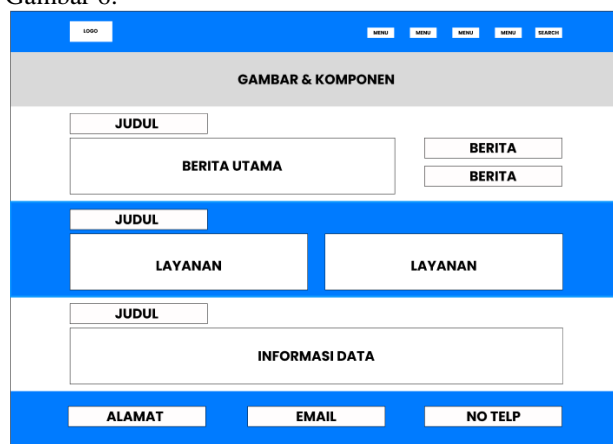 Gambar 6.
LOGO MENU MENU MENU MENU SEARCH
GAMBAR & KOMPONEN
JUDUL
BERITA UTAMA
BERITA
BERITA
JUDUL
LAYANAN LAYANAN
JUDUL
INFORMASI DATA
ALAMAT EMAIL NO TELP